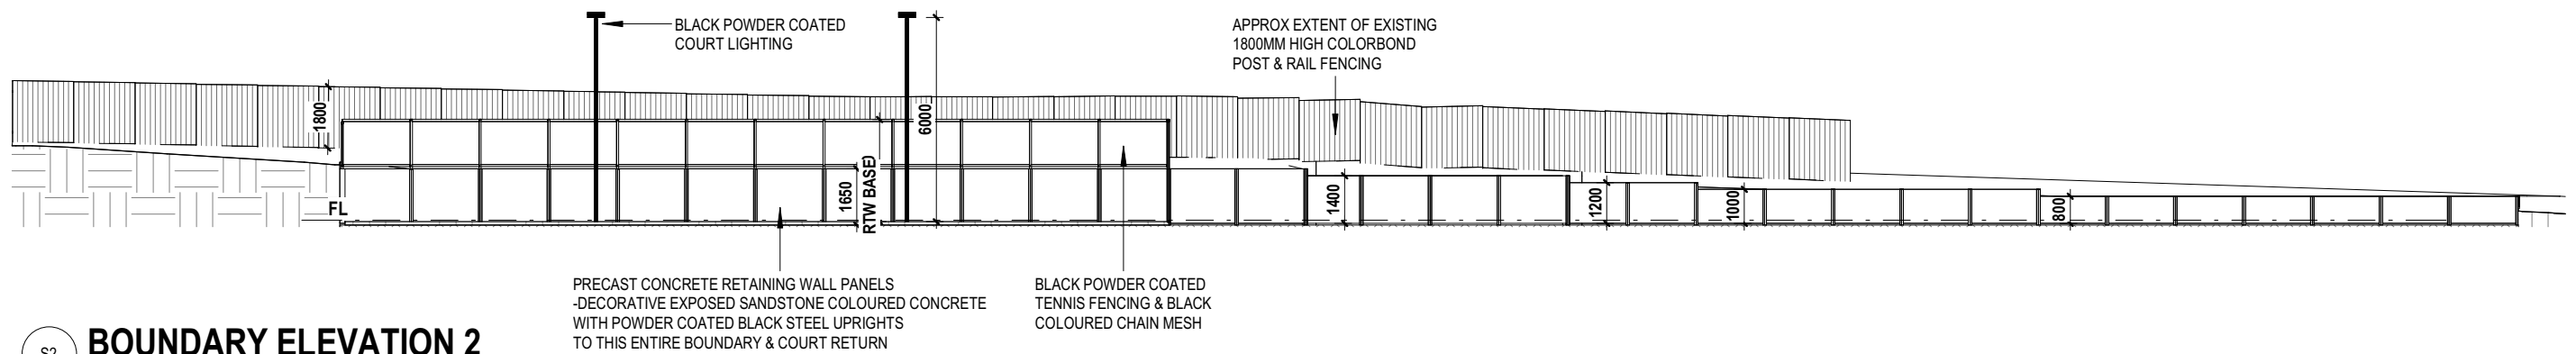 BLACK POWDER COATED
COURT LIGHTING
APPROX EXTENT OF EXISTING
1800MM HIGH COLORBOND
POST & RAIL FENCING
1800
6000
FL
1650
RTW BASE)
1400
1200
1000
800
PRECAST CONCRETE RETAINING WALL PANELS
-DECORATIVE EXPOSED SANDSTONE COLOURED CONCRETE
WITH POWDER COATED BLACK STEEL UPRIGHTS
TO THIS ENTIRE BOUNDARY & COURT RETURN
BLACK POWDER COATED
TENNIS FENCING & BLACK
COLOURED CHAIN MESH
S2
BOUNDARY ELEVATION 2